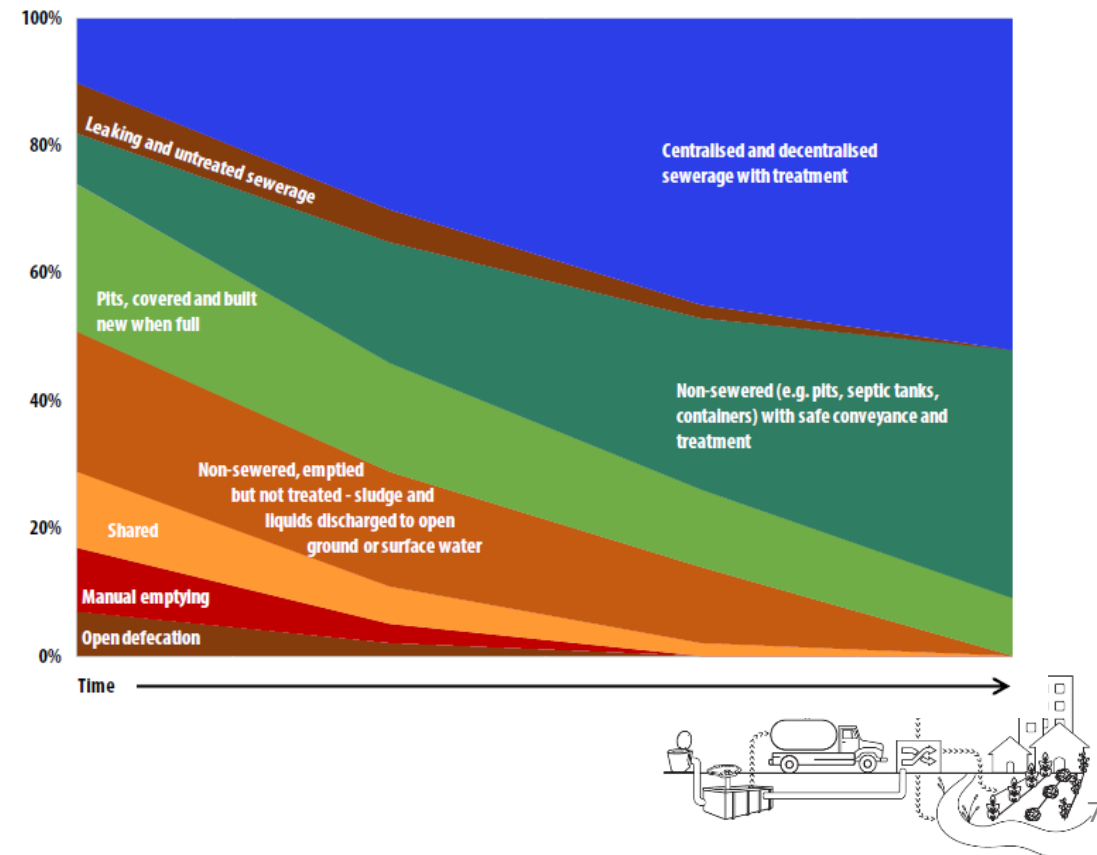 100%
80%
60%
40%
20%
0%
Leaking and untreated sewerage
Centralised and decentralised
sewerage with treatment
Pits, covered and built
new when full
Non-sewered (e.g. pits, septic tanks,
containers) with safe conveyance and
treatment
Non-sewered, emptied
but not treated - sludge and
liquids discharged to open
ground or surface water
Shared
Manual emptying
Open defecation
Time